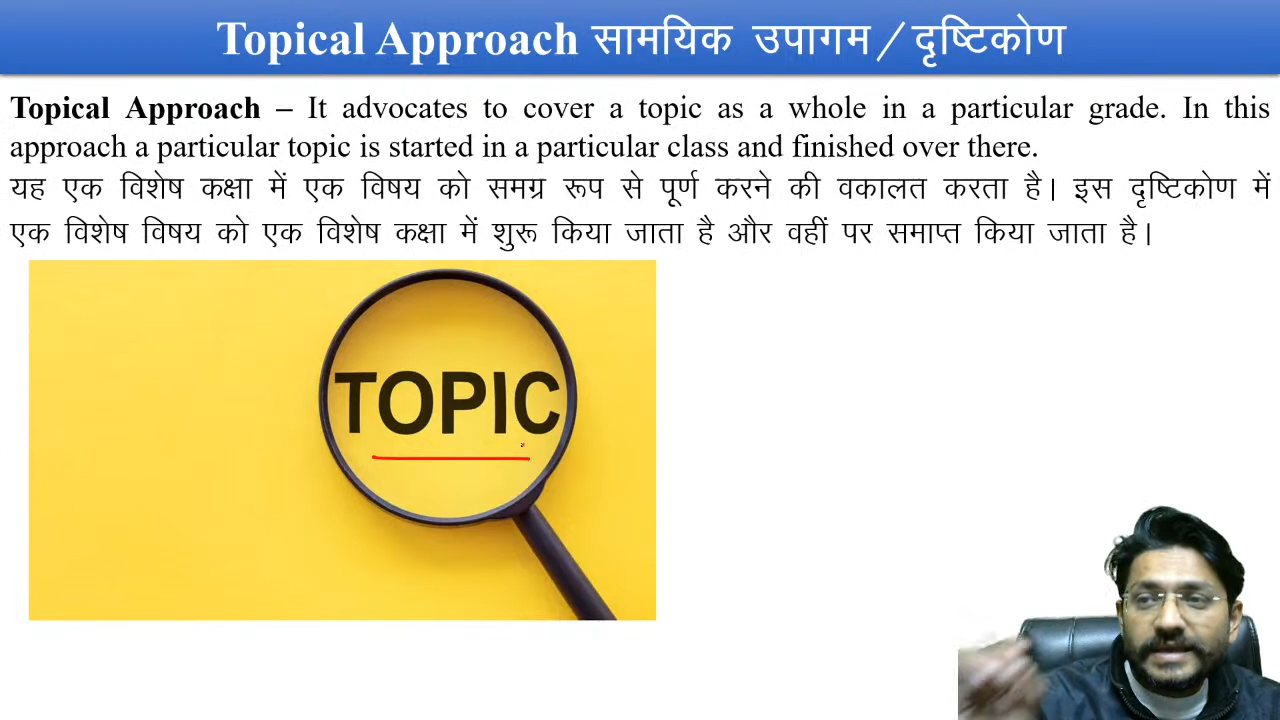 Topical Approach सामयिक उपागम/दृष्टिकोण
Topical Approach – It advocates to cover a topic as a whole in a particular grade. In this
approach a particular topic is started in a particular class and finished over there.
यह एक विशेष कक्षा में एक विषय को समग्र रूप से पूर्ण करने की वकालत करता है। इस दृष्टिकोण में
एक विशेष विषय को एक विशेष कक्षा में शुरू किया जाता है और वहीं पर समाप्त किया जाता है।
TOPIC